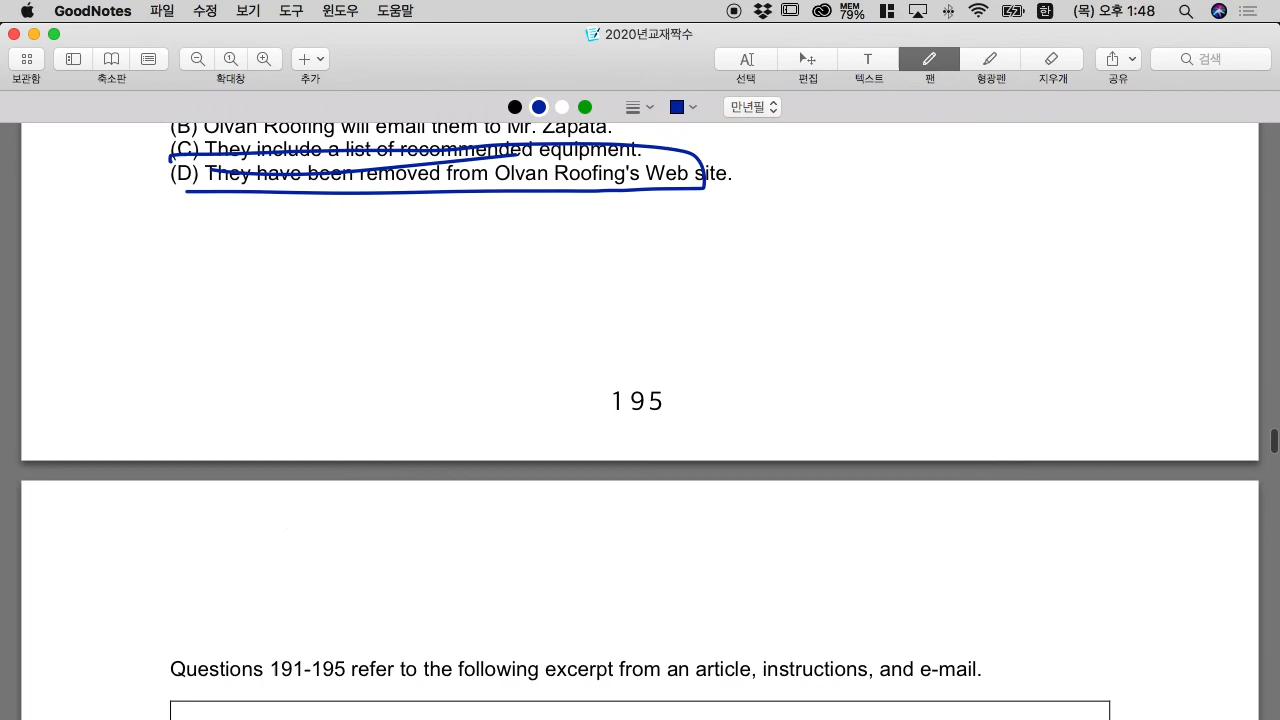 GoodNotes 파일 수정 보기 도구 윈도우 도움말 MEM 79% 한 (목) 오후 1:48
2020년교재짝수
보관함 축소판 확대창 추가 선택 편집 텍스트 펜 형광펜 지우개 공유 검색
만년필
(B) Olvan Roofing will email them to Mr. Zapata.
(C) They include a list of recommended equipment.
(D) They have been removed from Olvan Roofing's Web site.
195
Questions 191-195 refer to the following excerpt from an article, instructions, and e-mail.